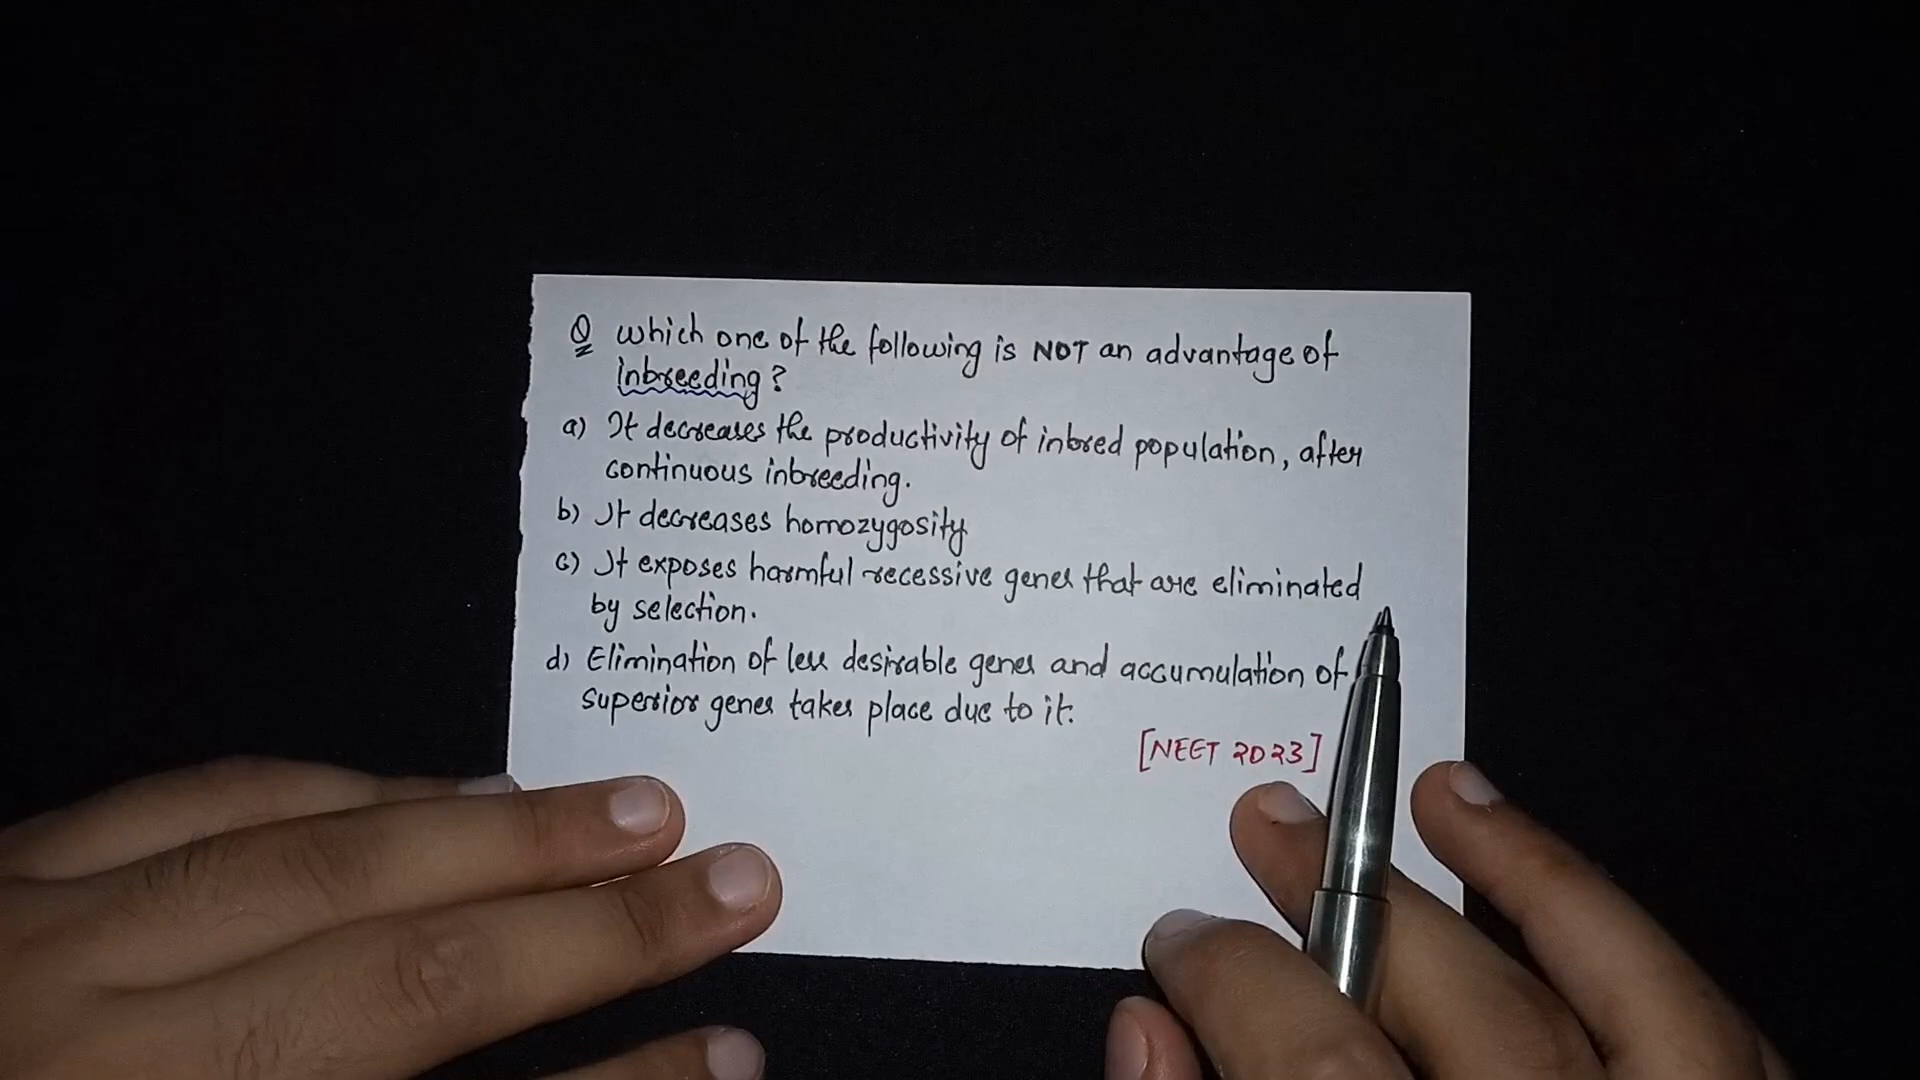 Q which one of the following is NOT an advantage of
inbreeding?
a) It decreases the productivity of inbred population, after
continuous inbreeding.
b) It decreases homozygosity
c) It exposes harmful recessive genes that are eliminated
by selection.
d) Elimination of less desirable genes and accumulation of
superior genes takes place due to it.
[NEET 2023]